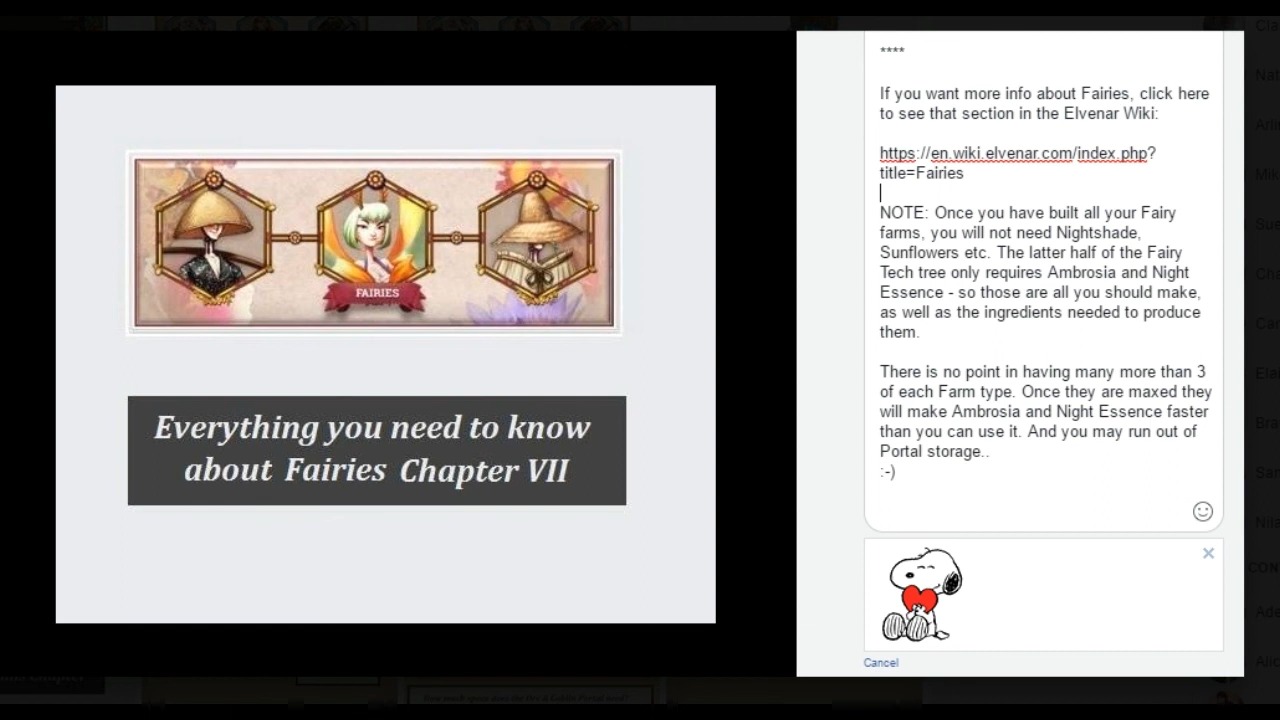 FAIRIES
Everything you need to know
about Fairies Chapter VII
****
If you want more info about Fairies, click here
to see that section in the Elvenar Wiki:
https://en.wiki.elvenar.com/index.php?
title=Fairies
NOTE: Once you have built all your Fairy
farms, you will not need Nightshade,
Sunflowers etc. The latter half of the Fairy
Tech tree only requires Ambrosia and Night
Essence - so those are all you should make,
as well as the ingredients needed to produce
them.
There is no point in having many more than 3
of each Farm type. Once they are maxed they
will make Ambrosia and Night Essence faster
than you can use it. And you may run out of
Portal storage..
:-)
Cancel